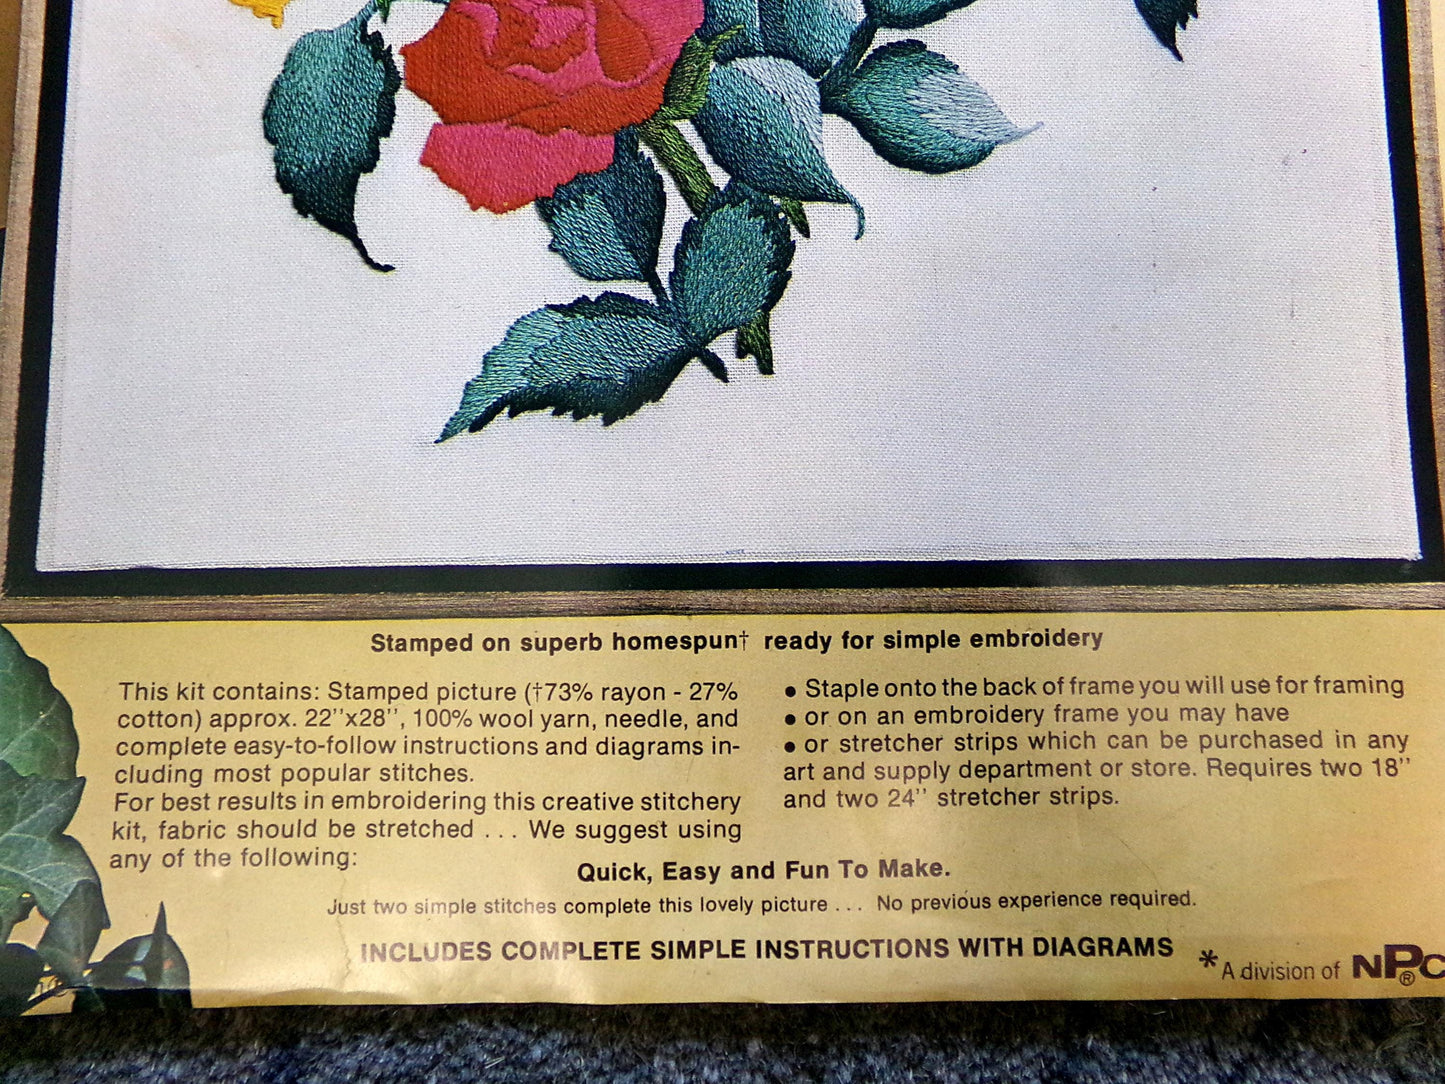 Stamped on superb homespun† ready for simple embroidery
This kit contains: Stamped picture (†73% rayon - 27%
cotton) approx. 22''x28'', 100% wool yarn, needle, and
complete easy-to-follow instructions and diagrams in-
cluding most popular stitches.
For best results in embroidering this creative stitchery
kit, fabric should be stretched . . . We suggest using
any of the following:
• Staple onto the back of frame you will use for framing
• or on an embroidery frame you may have
• or stretcher strips which can be purchased in any
art and supply department or store. Requires two 18''
and two 24'' stretcher strips.
Quick, Easy and Fun To Make.
Just two simple stitches complete this lovely picture . . . No previous experience required.
INCLUDES COMPLETE SIMPLE INSTRUCTIONS WITH DIAGRAMS
*A division of NPC®